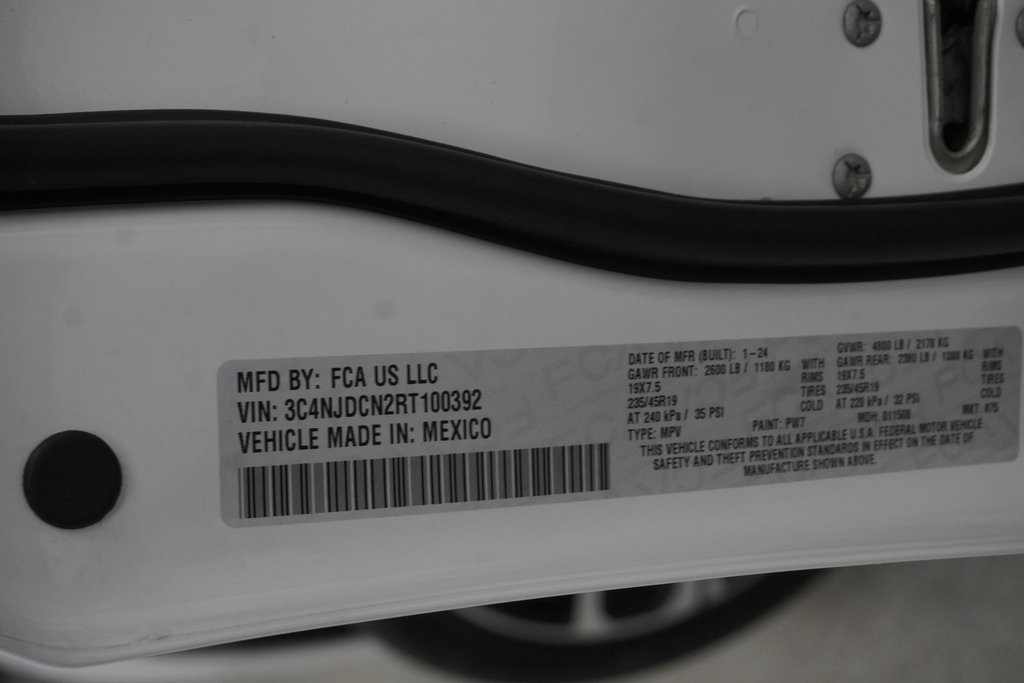 MFD BY: FCA US LLC
VIN: 3C4NJDCN2RT100392
VEHICLE MADE IN: MEXICO
DATE OF MFR (BUILT): 1-24
GAWR FRONT: 2600 LB / 1180 KG WITH
19X7.5 RIMS
235/45R19 TIRES
AT 240 kPa / 35 PSI COLD
TYPE: MPV
PAINT: PW7
GVWR: 4800 LB / 2178 KG
GAWR REAR: 2380 LB / 1080 KG WITH
19X7.5 RIMS
235/45R19 TIRES
AT 220 kPa / 32 PSI COLD
MDH: 011508
MKT:
THIS VEHICLE CONFORMS TO ALL APPLICABLE U.S.A. FEDERAL MOTOR VEHICLE
SAFETY AND THEFT PREVENTION STANDARDS IN EFFECT ON THE DATE OF
MANUFACTURE SHOWN ABOVE.